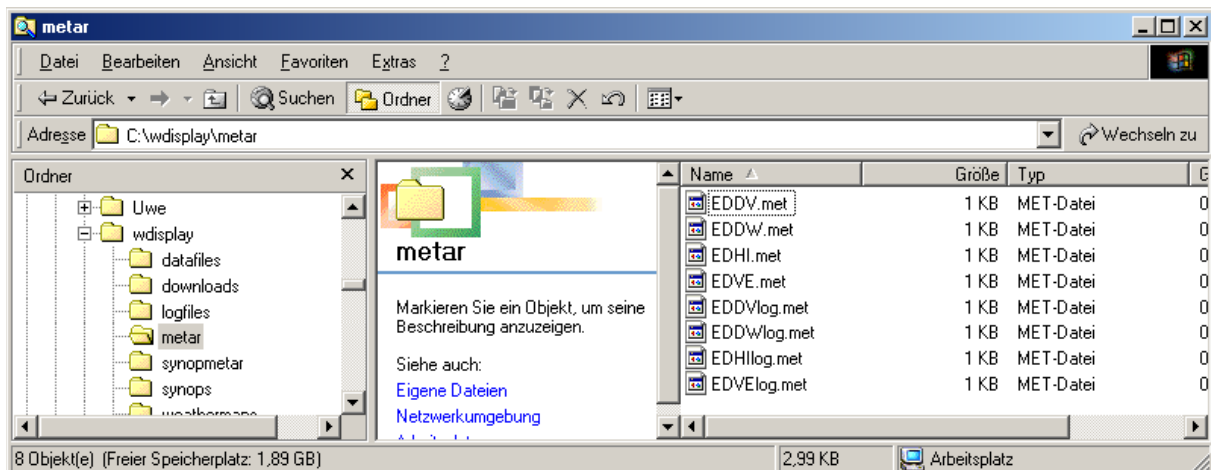 metar
Datei Bearbeiten Ansicht Favoriten Extras ?
Zurück Suchen Ordner
Adresse C:\wdisplay\metar Wechseln zu
Ordner
Uwe
wdisplay
datafiles
downloads
logfiles
metar
synopmetar
synops
weathermaps
metar
Markieren Sie ein Objekt, um seine
Beschreibung anzuzeigen.
Siehe auch:
Eigene Dateien
Netzwerkumgebung
Name Größe Typ
EDDV.met 1 KB MET-Datei
EDDW.met 1 KB MET-Datei
EDHI.met 1 KB MET-Datei
EDVE.met 1 KB MET-Datei
EDDVlog.met 1 KB MET-Datei
EDDWlog.met 1 KB MET-Datei
EDHIlog.met 1 KB MET-Datei
EDVElog.met 1 KB MET-Datei
8 Objekt(e) (Freier Speicherplatz: 1,89 GB) 2,99 KB Arbeitsplatz